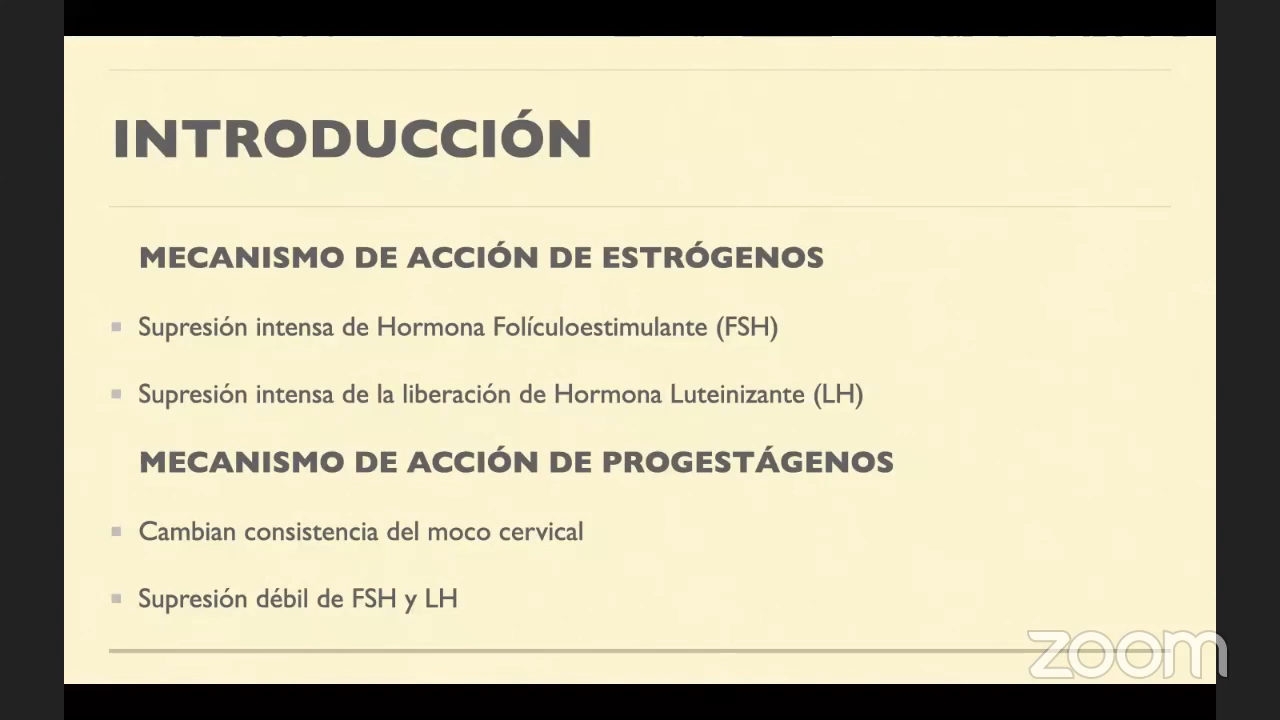 INTRODUCCIÓN
MECANISMO DE ACCIÓN DE ESTRÓGENOS
Supresión intensa de Hormona Folículoestimulante (FSH)
Supresión intensa de la liberación de Hormona Luteinizante (LH)
MECANISMO DE ACCIÓN DE PROGESTÁGENOS
Cambian consistencia del moco cervical
Supresión débil de FSH y LH
zoom